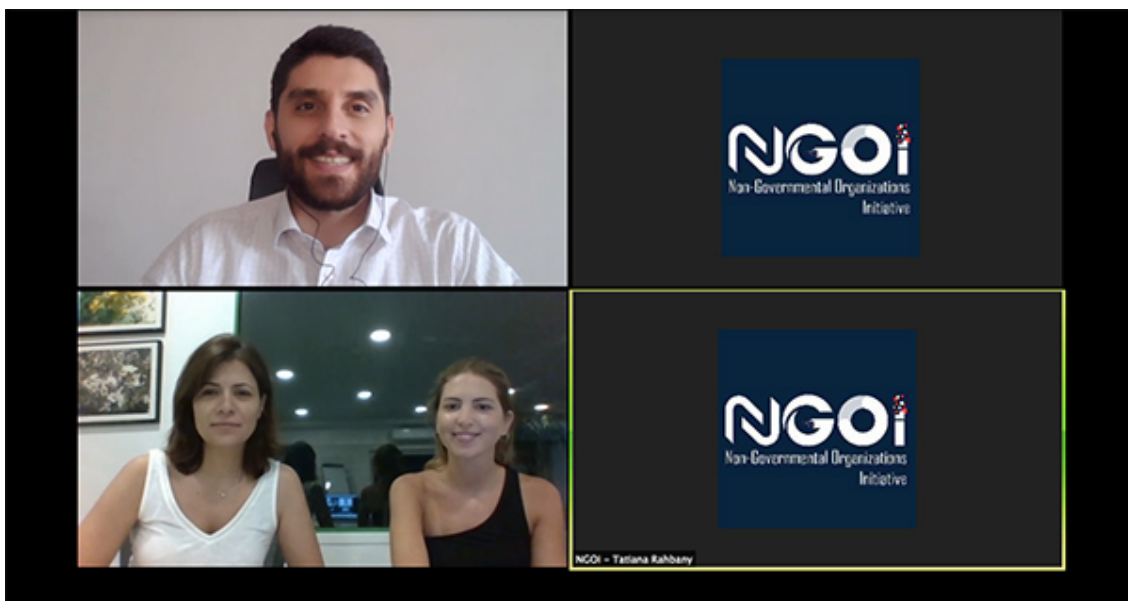 NGOi
Non-Governmental Organizations
Initiative
NGOi
Non-Governmental Organizations
Initiative
NGOi - Tatiana Rahbany